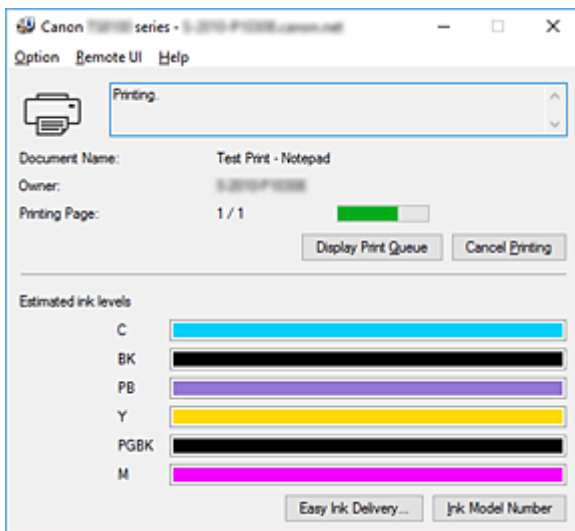 Canon series -
Option Remote UI Help
Printing.
Document Name: Test Print - Notepad
Owner:
Printing Page: 1 / 1
Display Print Queue Cancel Printing
Estimated ink levels
C
BK
PB
Y
PGBK
M
Easy Ink Delivery... Ink Model Number